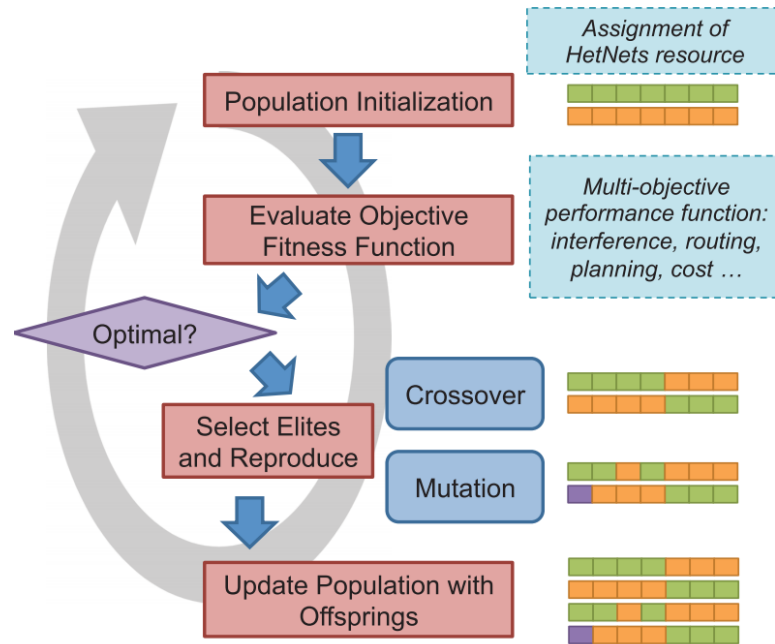 Assignment of
HetNets resource
Population Initialization
Multi-objective
performance function:
interference, routing,
planning, cost ...
Evaluate Objective
Fitness Function
Optimal?
Crossover
Select Elites
and Reproduce
Mutation
Update Population with
Offsprings